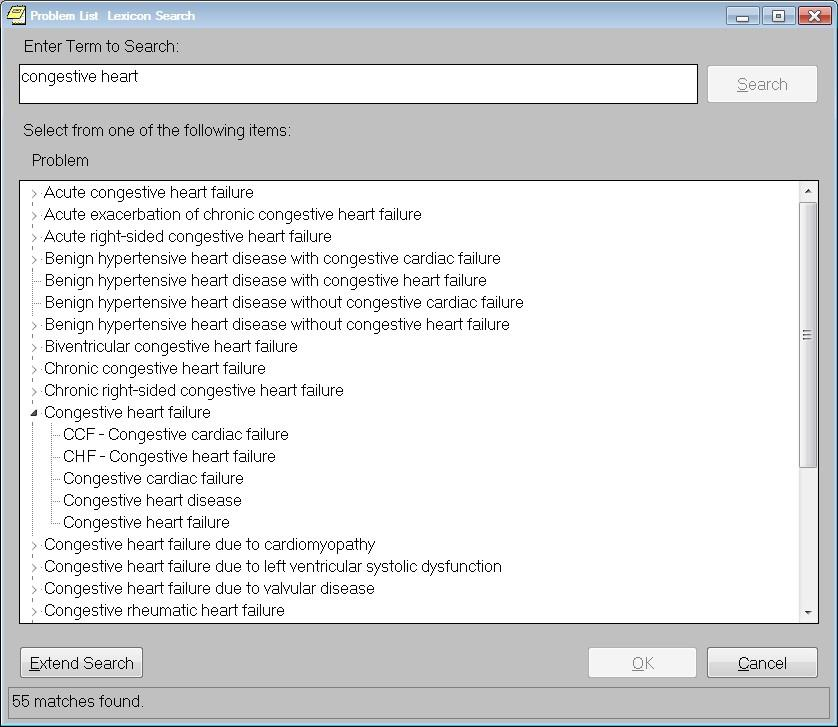 Problem List Lexicon Search
Enter Term to Search:
congestive heart
Search
Select from one of the following items:
Problem
Acute congestive heart failure
Acute exacerbation of chronic congestive heart failure
Acute right-sided congestive heart failure
Benign hypertensive heart disease with congestive cardiac failure
Benign hypertensive heart disease with congestive heart failure
Benign hypertensive heart disease without congestive cardiac failure
Benign hypertensive heart disease without congestive heart failure
Biventricular congestive heart failure
Chronic congestive heart failure
Chronic right-sided congestive heart failure
Congestive heart failure
CCF - Congestive cardiac failure
CHF - Congestive heart failure
Congestive cardiac failure
Congestive heart disease
Congestive heart failure
Congestive heart failure due to cardiomyopathy
Congestive heart failure due to left ventricular systolic dysfunction
Congestive heart failure due to valvular disease
Congestive rheumatic heart failure
Extend Search
OK
Cancel
55 matches found.